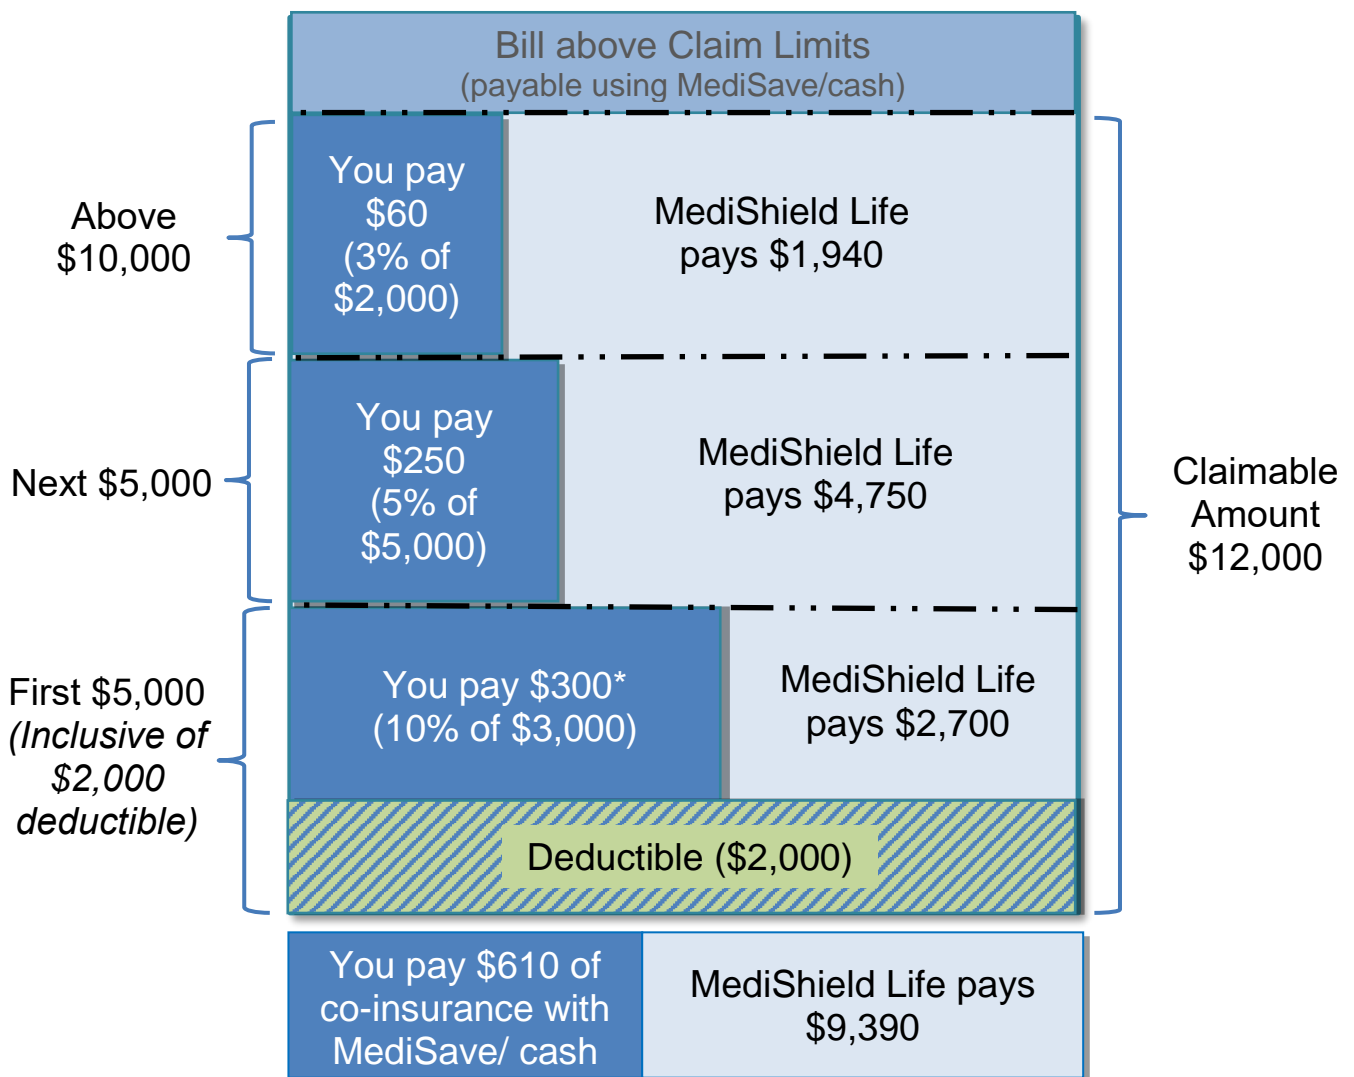 Bill above Claim Limits
(payable using MediSave/cash)
Above
$10,000
You pay
$60
(3% of
$2,000)
MediShield Life
pays $1,940
Next $5,000
You pay
$250
(5% of
$5,000)
MediShield Life
pays $4,750
Claimable
Amount
$12,000
First $5,000
(Inclusive of
$2,000
deductible)
You pay $300*
(10% of $3,000)
MediShield Life
pays $2,700
Deductible ($2,000)
You pay $610 of
co-insurance with
MediSave/ cash
MediShield Life pays
$9,390